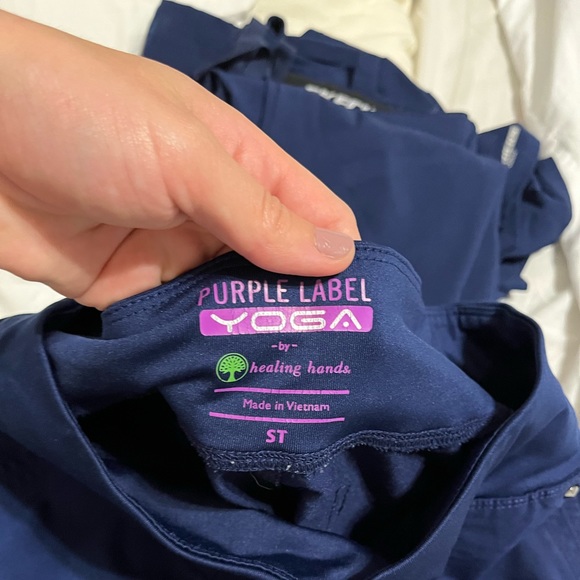 PURPLE LABEL
YOGA
-by-
healing hands.
Made in Vietnam
ST